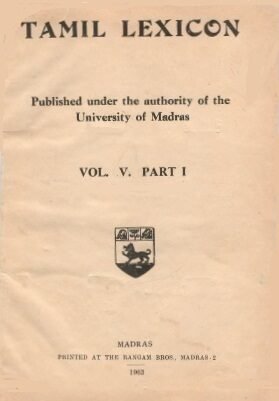 TAMIL LEXICON
Published under the authority of the
University of Madras
VOL. V. PART I
MADRAS
PRINTED AT THE RANGAM BROS., MADRAS-2
1963